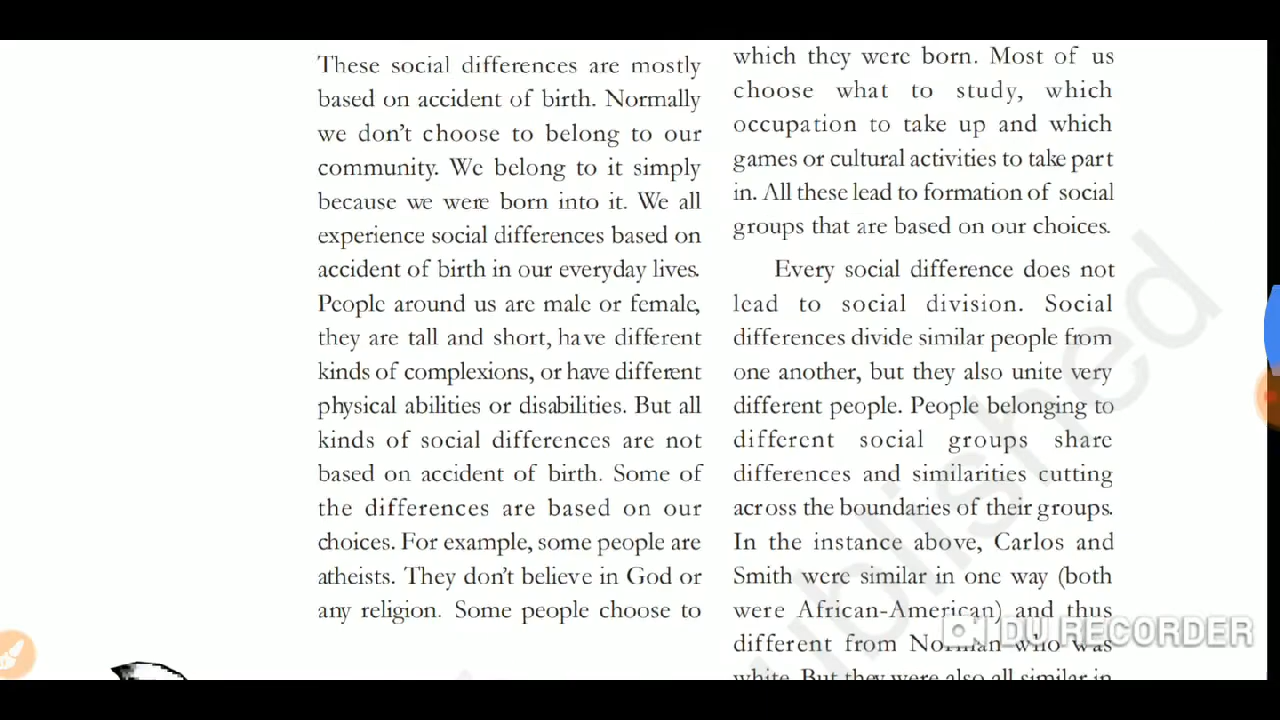 These social differences are mostly
based on accident of birth. Normally
we don't choose to belong to our
community. We belong to it simply
because we were born into it. We all
experience social differences based on
accident of birth in our everyday lives.
People around us are male or female,
they are tall and short, have different
kinds of complexions, or have different
physical abilities or disabilities. But all
kinds of social differences are not
based on accident of birth. Some of
the differences are based on our
choices. For example, some people are
atheists. They don't believe in God or
any religion. Some people choose to
which they were born. Most of us
choose what to study, which
occupation to take up and which
games or cultural activities to take part
in. All these lead to formation of social
groups that are based on our choices.
Every social difference does not
lead to social division. Social
differences divide similar people from
one another, but they also unite very
different people. People belonging to
different social groups share
differences and similarities cutting
across the boundaries of their groups.
In the instance above, Carlos and
Smith were similar in one way (both
were African-American) and thus
different from Norman who was
white. But they were also all similar in
ublished
DU RECORDER